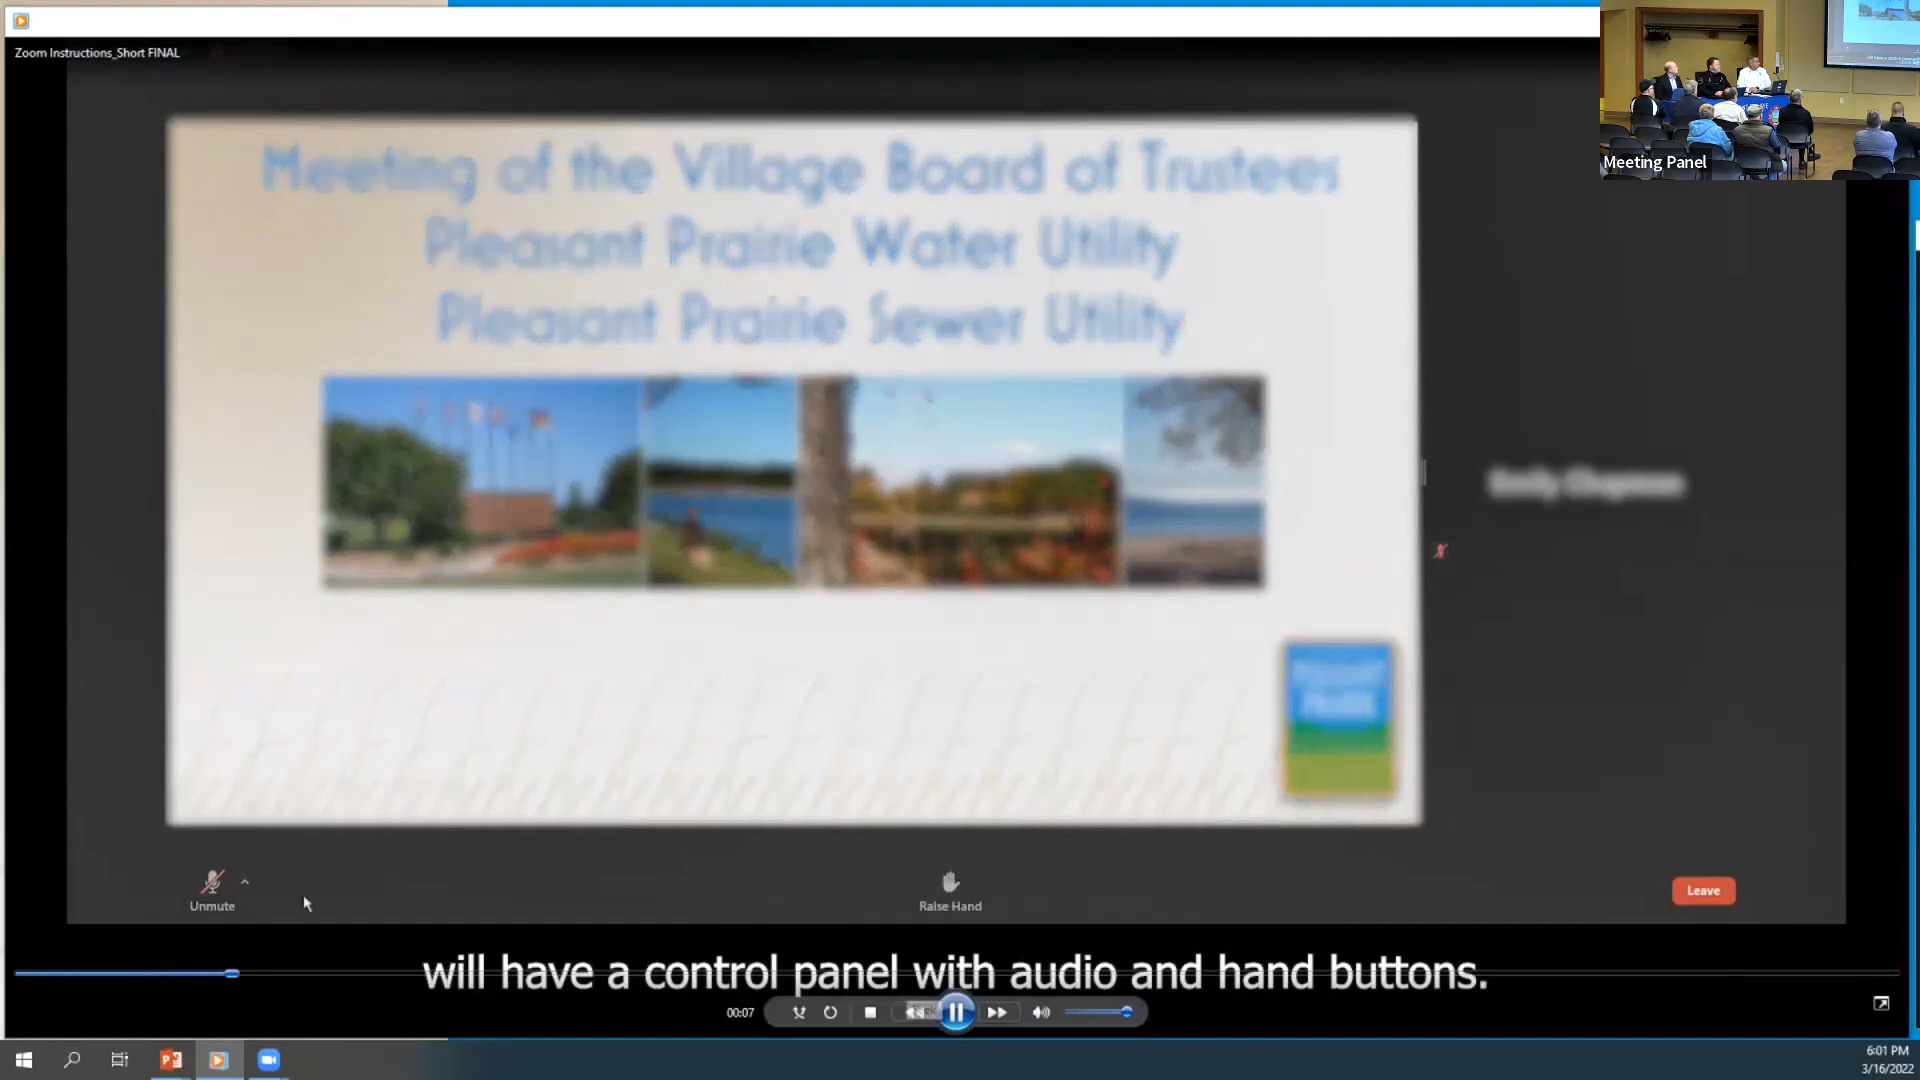 Zoom Instructions_Short FINAL
Meeting Panel
Meeting of the Village Board of Trustees
Pleasant Prairie Water Utility
Pleasant Prairie Sewer Utility
Emily Chapman
Unmute
Raise Hand
Leave
will have a control panel with audio and hand buttons.
00:07
6:01 PM
3/16/2022